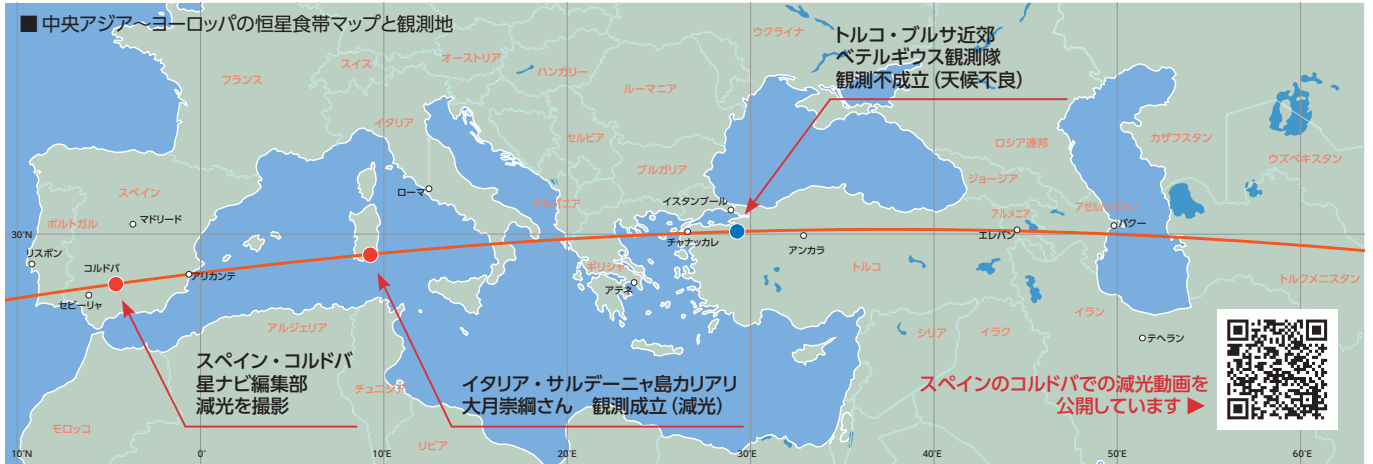 ■ 中央アジア～ヨーロッパの恒星食帯マップと観測地
トルコ・ブルサ近郊
ベテルギウス観測隊
観測不成立（天候不良）
ウクライナ
オーストリア
スイス
ハンガリー
フランス
ルーマニア
イタリア
セルビア
ロシア連邦
カザフスタン
ウズベキスタン
ブルガリア
ジョージア
スペイン
ローマ
アルバニア
イスタンブール
アルメニア
アゼルバイジャン
ポルトガル
マドリード
バクー
30°N
チャナッカレ
アンカラ
エレバン
リスボン
コルドバ
アリカンテ
ギリシャ
トルコ
トルクメニスタン
セビーリャ
アテネ
イラン
アルジェリア
シリア
イラク
テヘラン
スペイン・コルドバ
星ナビ編集部
減光を撮影
チュニジア
イタリア・サルデーニャ島カリアリ
大月崇綱さん　観測成立（減光）
スペインのコルドバでの減光動画を
公開しています ▶
モロッコ
リビア
10°N
0°
10°E
20°E
30°E
40°E
50°E
60°E